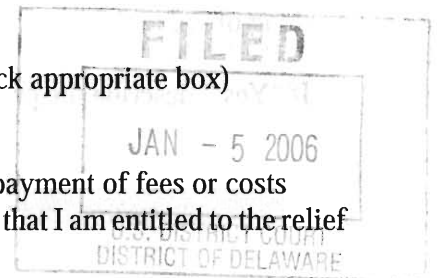 FILED
ck appropriate box)
JAN - 5 2006
payment of fees or costs
that I am entitled to the relief
U.S. DISTRICT COURT
DISTRICT OF DELAWARE